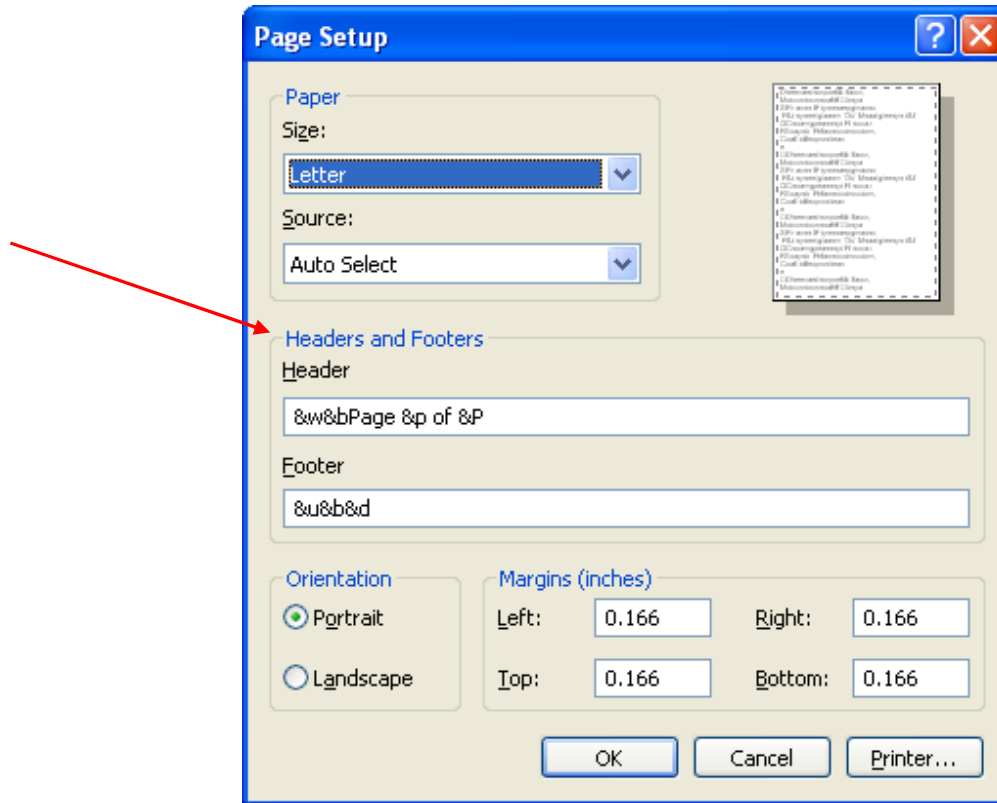 Page Setup
Paper
Size:
Letter
Source:
Auto Select
Headers and Footers
Header
&w&bPage &p of &P
Footer
&u&b&d
Orientation
Portrait
Landscape
Margins (inches)
Left: 0.166 Right: 0.166
Top: 0.166 Bottom: 0.166
OK Cancel Printer...